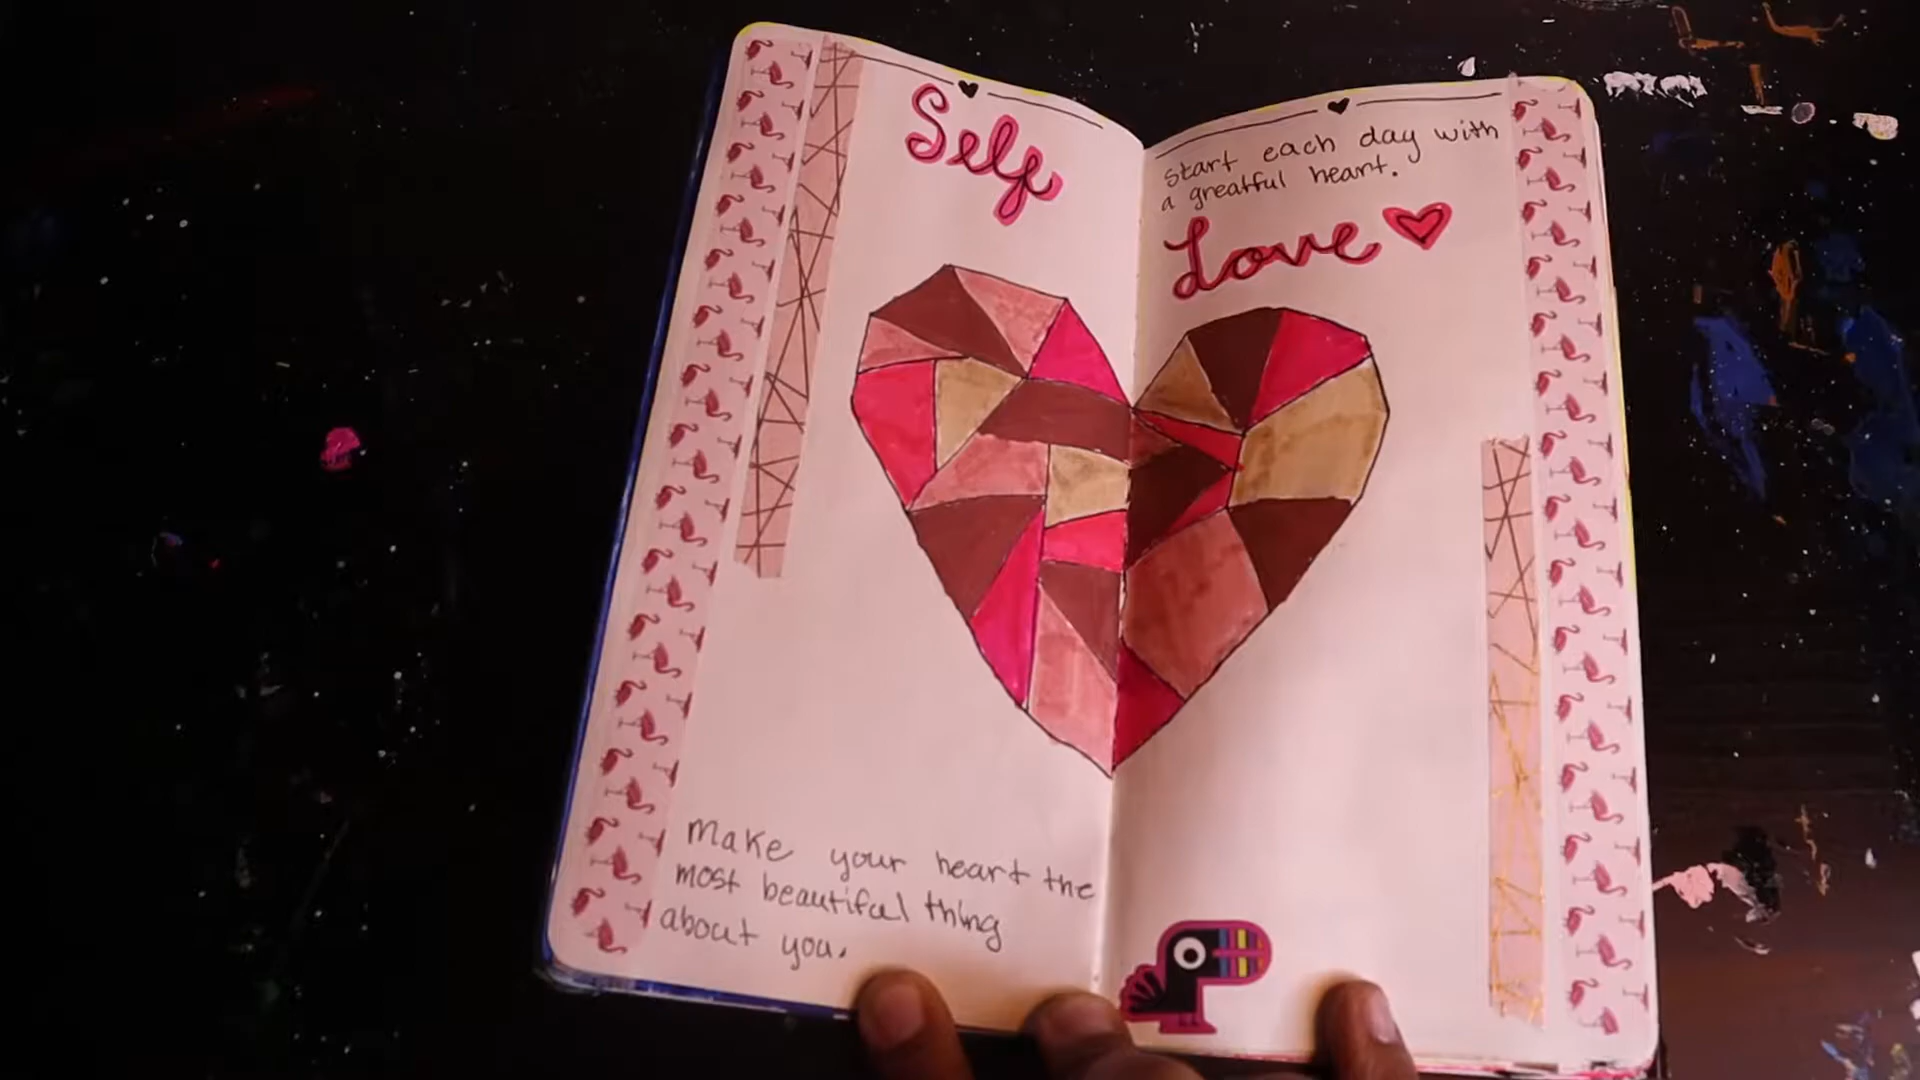 Self
make your heart the
most beautiful thing
about you.
start each day with
a greatful heart.
Love